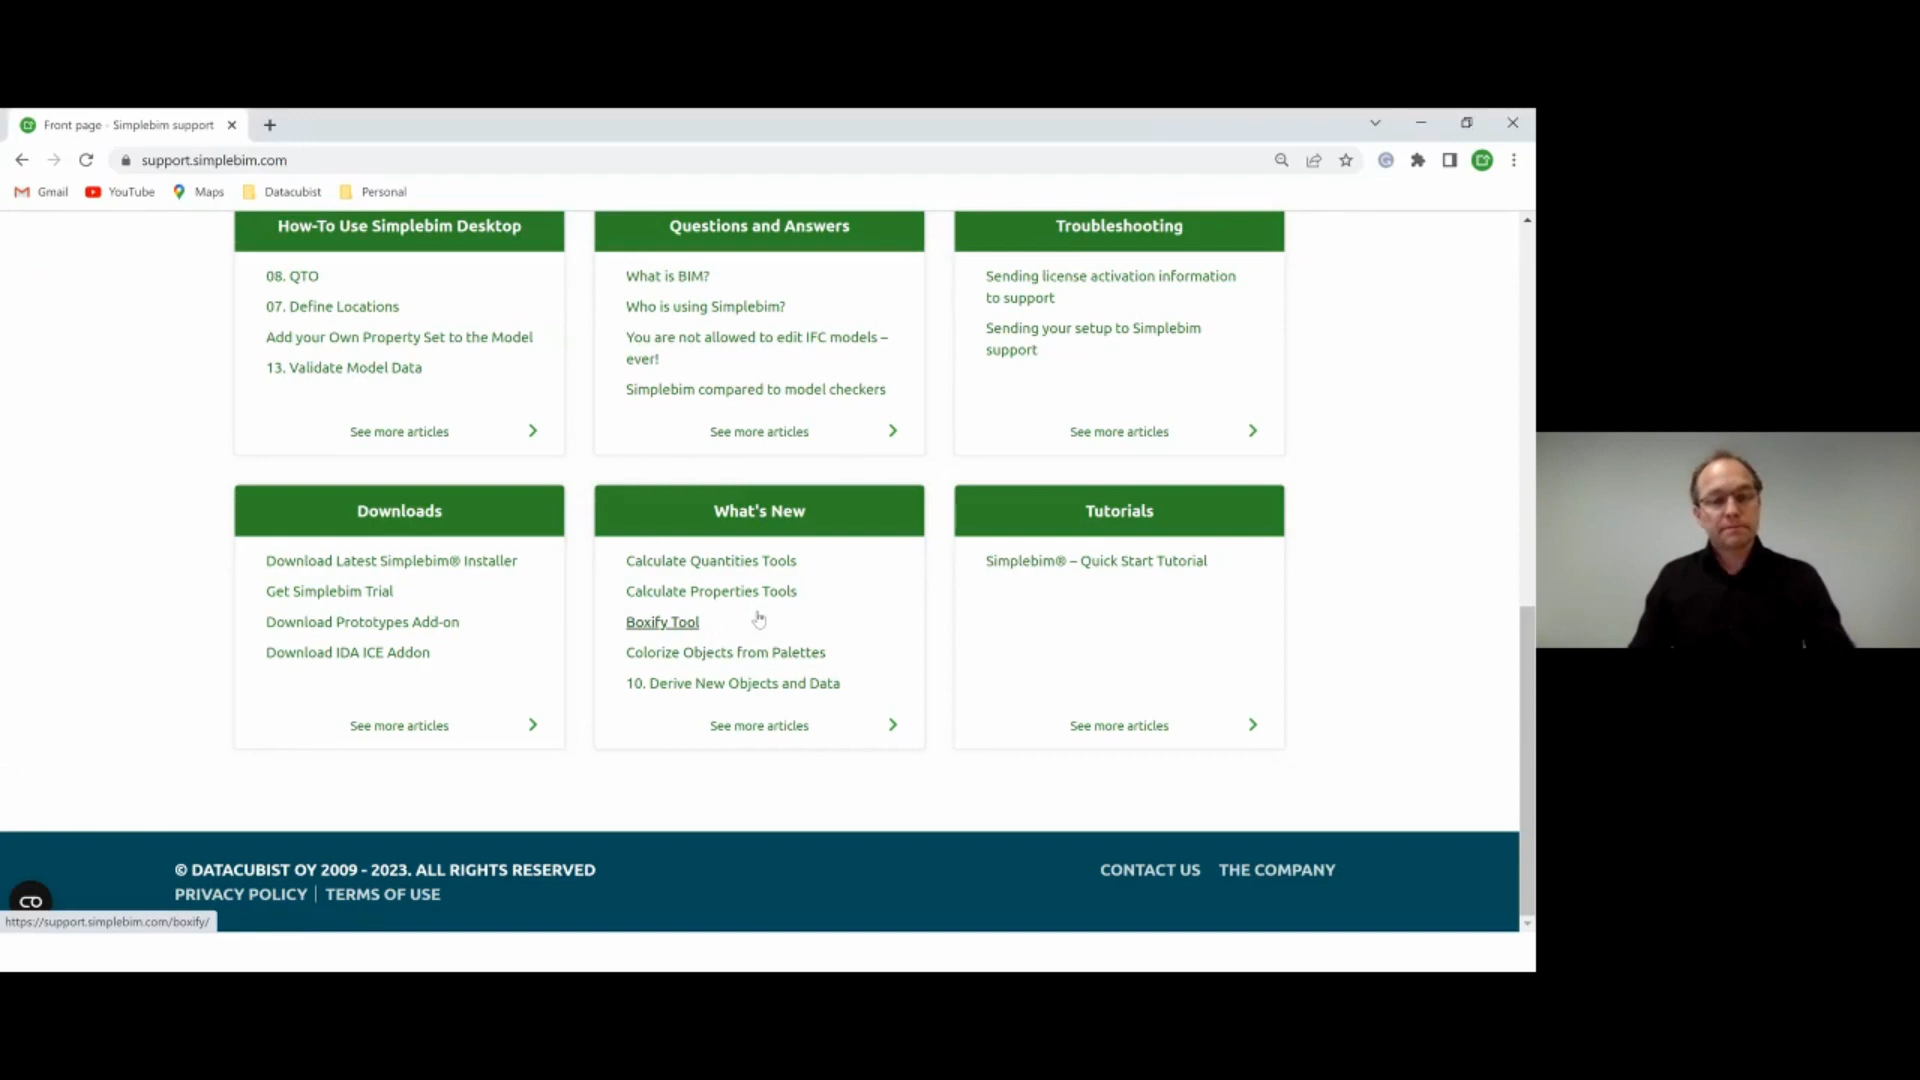 Front page - Simplebim support
support.simplebim.com
Gmail
YouTube
Maps
Datacubist
Personal
How-To Use Simplebim Desktop
08. QTO
07. Define Locations
Add your Own Property Set to the Model
13. Validate Model Data
See more articles
Questions and Answers
What is BIM?
Who is using Simplebim?
You are not allowed to edit IFC models –
ever!
Simplebim compared to model checkers
See more articles
Troubleshooting
Sending license activation information
to support
Sending your setup to Simplebim
support
See more articles
Downloads
Download Latest Simplebim® Installer
Get Simplebim Trial
Download Prototypes Add-on
Download IDA ICE Addon
See more articles
What's New
Calculate Quantities Tools
Calculate Properties Tools
Boxify Tool
Colorize Objects from Palettes
10. Derive New Objects and Data
See more articles
Tutorials
Simplebim® – Quick Start Tutorial
See more articles
© DATACUBIST OY 2009 - 2023. ALL RIGHTS RESERVED
PRIVACY POLICY | TERMS OF USE
CONTACT US
THE COMPANY
https://support.simplebim.com/boxify/